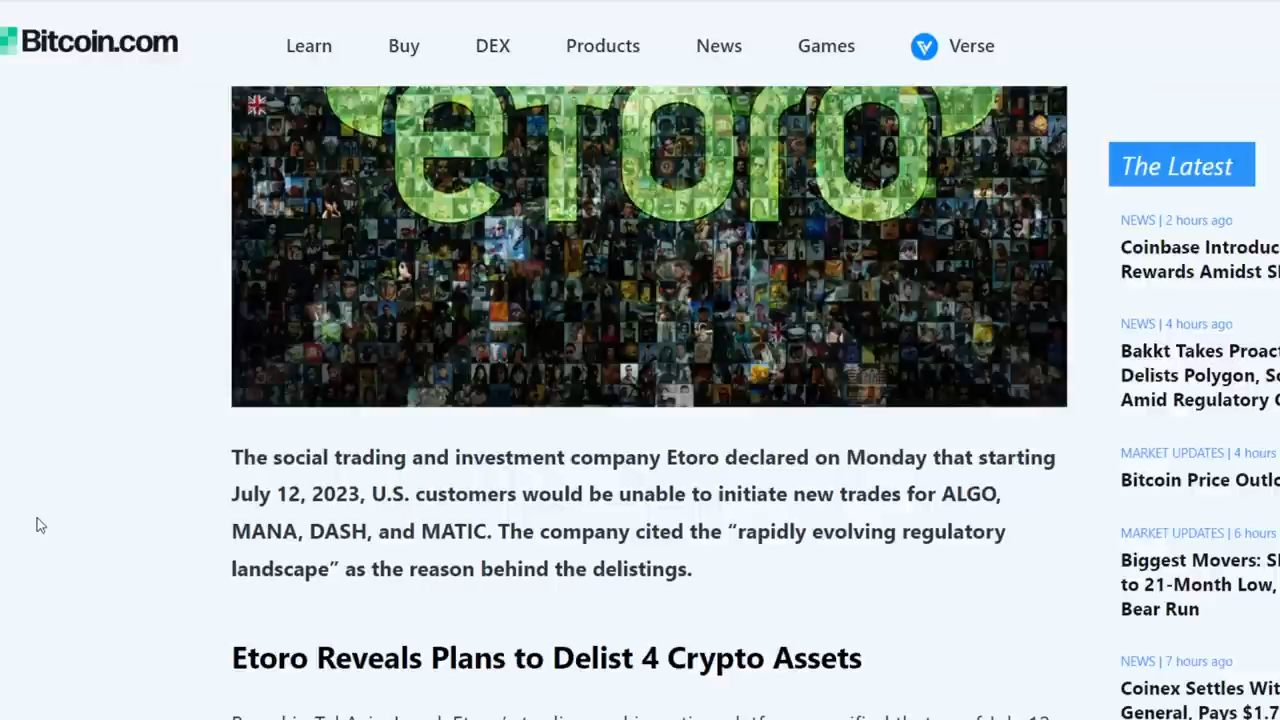 Bitcoin.com
Learn Buy DEX Products News Games Verse
etoro
The Latest
NEWS | 2 hours ago
Coinbase Introduc
Rewards Amidst
NEWS | 4 hours ago
Bakkt Takes Proact
Delists Polygon,
Amid Regulatory
MARKET UPDATES | 4 hours
Bitcoin Price Outlo
MARKET UPDATES | 6 hours
Biggest Movers:
to 21-Month Low,
Bear Run
NEWS | 7 hours ago
Coinex Settles Wit
General, Pays $1.7
The social trading and investment company Etoro declared on Monday that starting
July 12, 2023, U.S. customers would be unable to initiate new trades for ALGO,
MANA, DASH, and MATIC. The company cited the “rapidly evolving regulatory
landscape” as the reason behind the delistings.
Etoro Reveals Plans to Delist 4 Crypto Assets